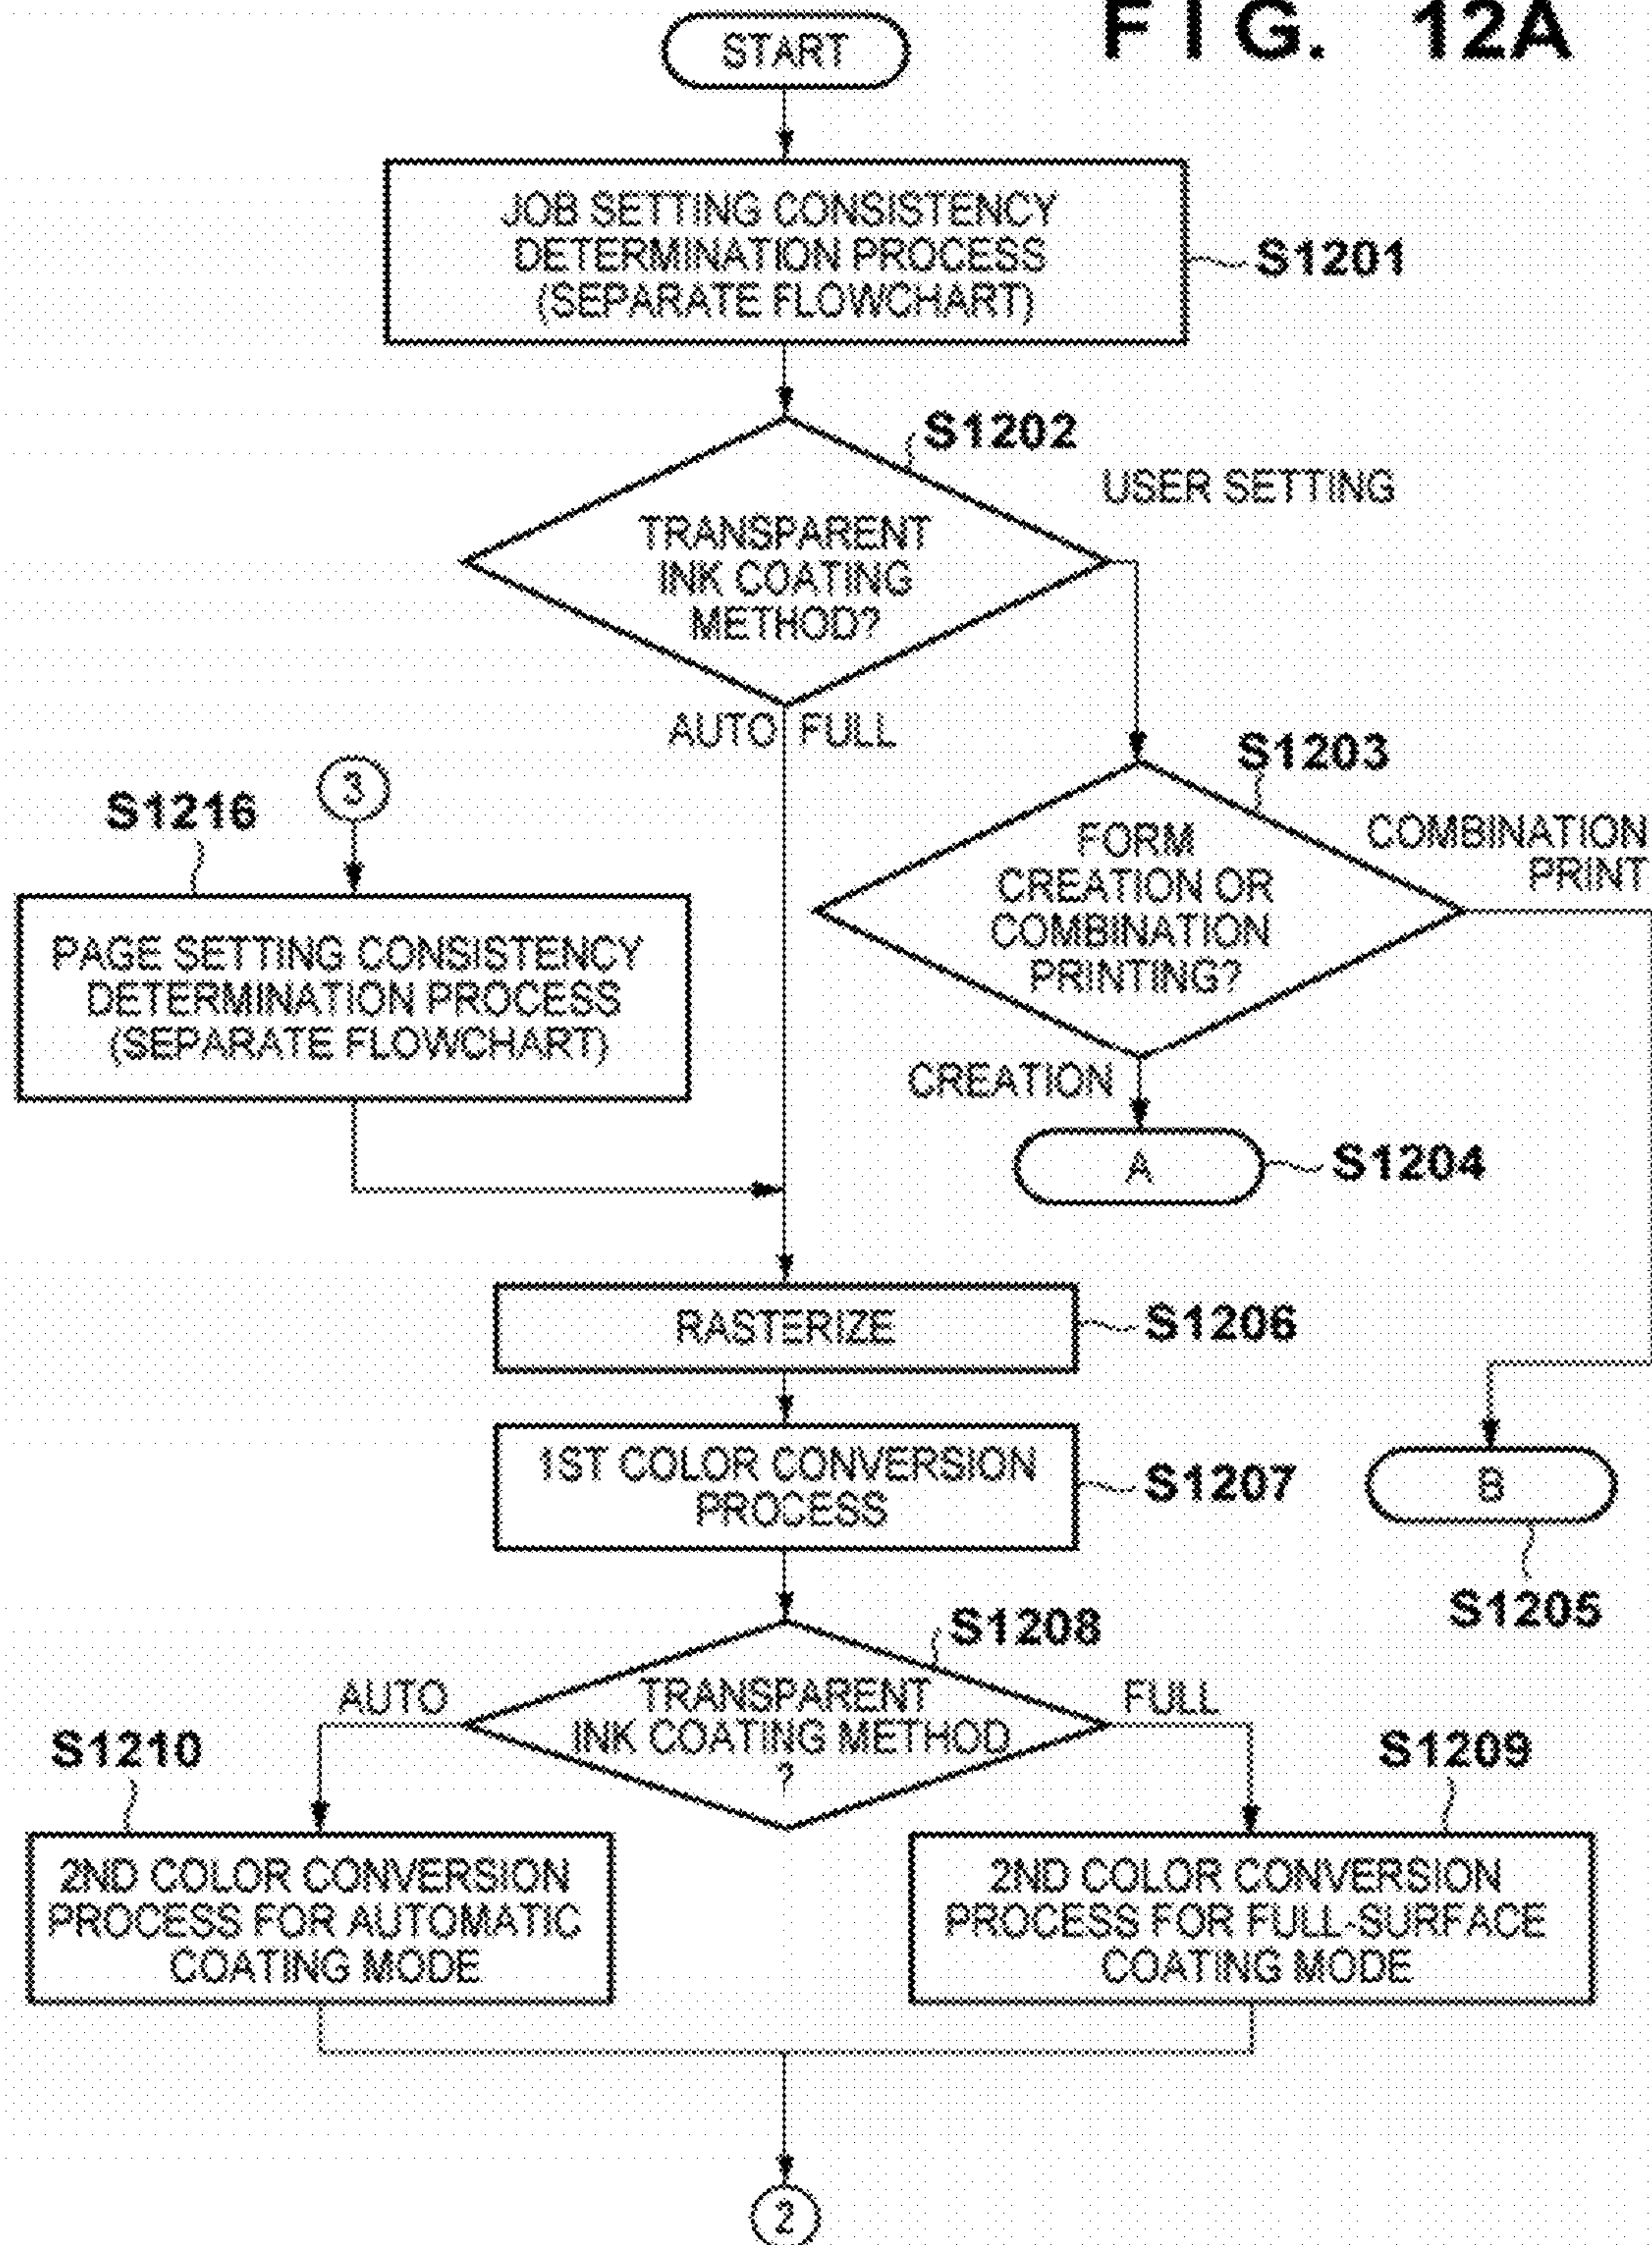 FIG. 12A
START
JOB SETTING CONSISTENCY
DETERMINATION PROCESS
(SEPARATE FLOWCHART)
S1201
S1202
USER SETTING
TRANSPARENT
INK COATING
METHOD?
AUTO FULL
S1203
3
S1216
COMBINATION
PRINT
FORM
CREATION OR
COMBINATION
PRINTING?
PAGE SETTING CONSISTENCY
DETERMINATION PROCESS
(SEPARATE FLOWCHART)
CREATION
A
S1204
RASTERIZE
S1206
1ST COLOR CONVERSION
PROCESS
S1207
B
S1205
S1208
TRANSPARENT
INK COATING METHOD
?
AUTO
FULL
S1210
S1209
2ND COLOR CONVERSION
PROCESS FOR AUTOMATIC
COATING MODE
2ND COLOR CONVERSION
PROCESS FOR FULL-SURFACE
COATING MODE
2